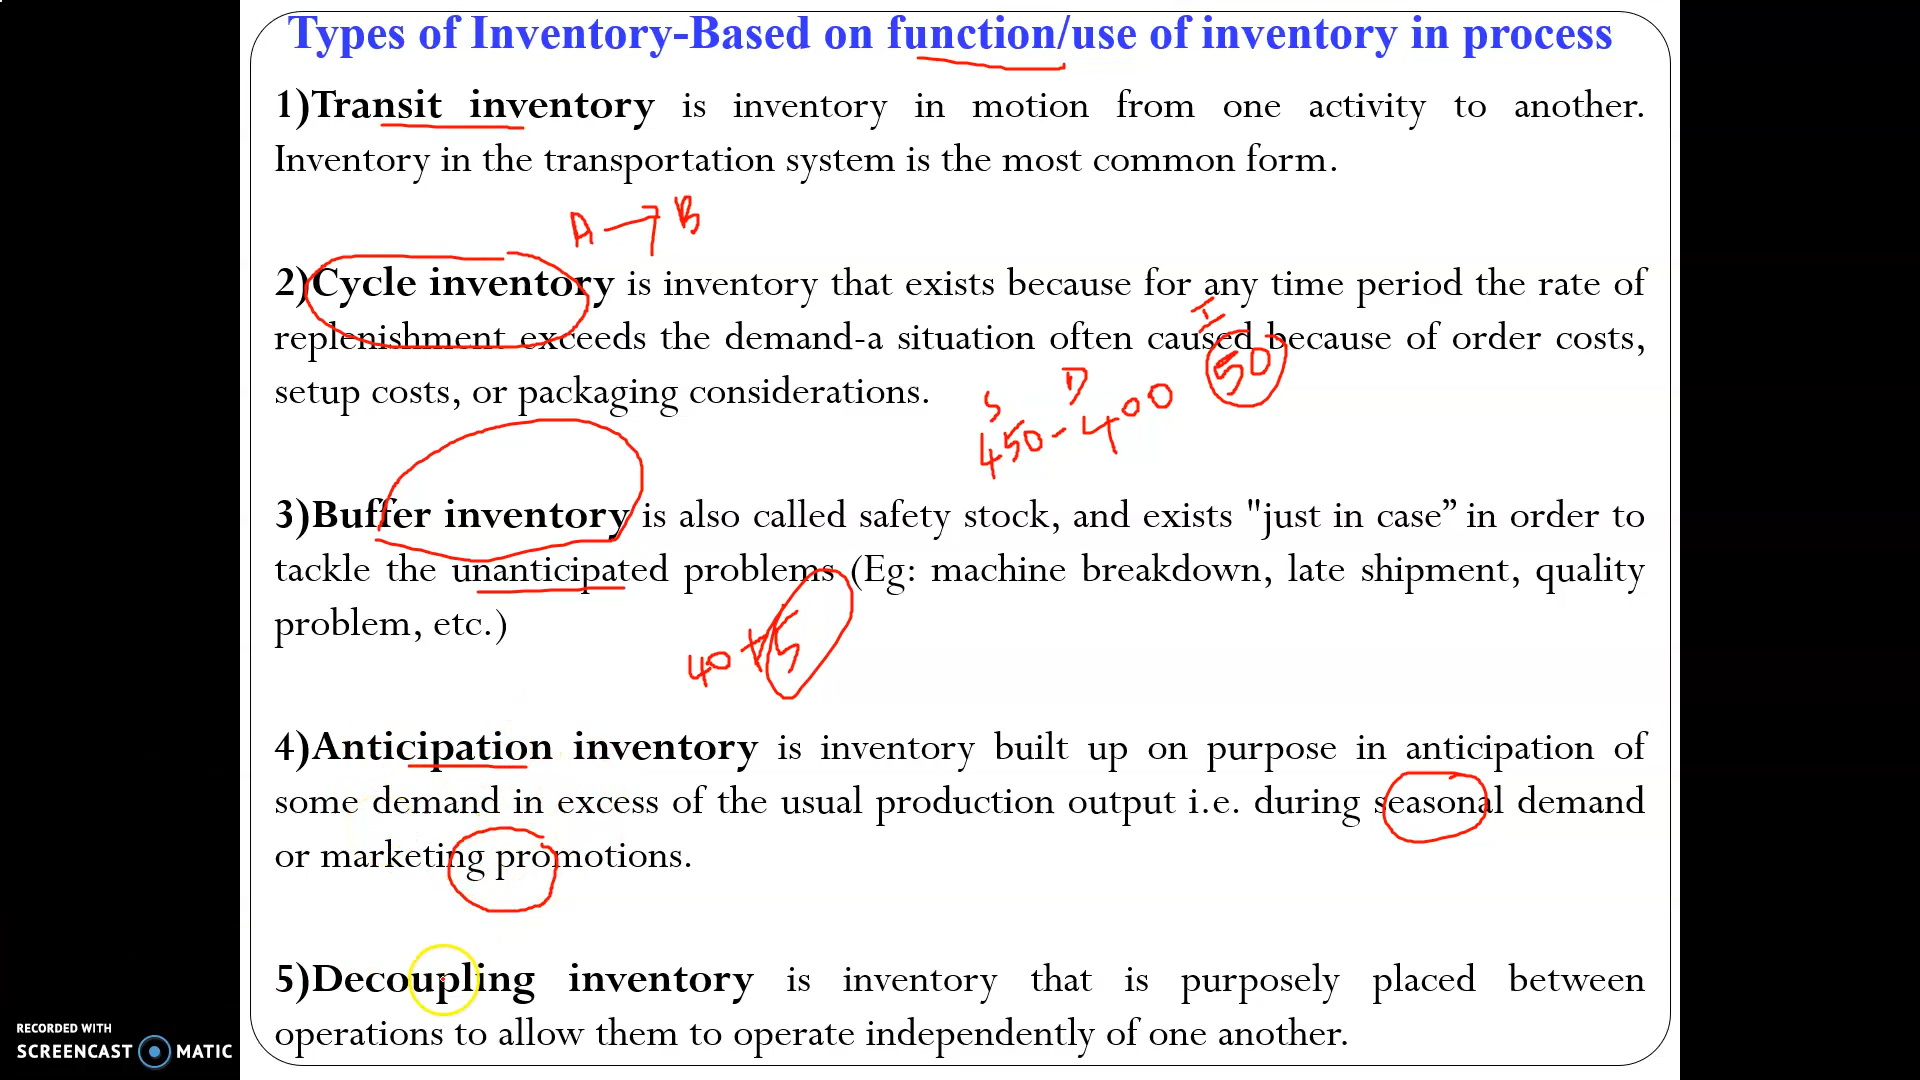 Types of Inventory-Based on function/use of inventory in process
1)Transit inventory is inventory in motion from one activity to another.
Inventory in the transportation system is the most common form.
A → B
2)Cycle inventory is inventory that exists because for any time period the rate of
replenishment exceeds the demand-a situation often caused because of order costs,
setup costs, or packaging considerations.
I
50
S D
450 - 400
3)Buffer inventory is also called safety stock, and exists "just in case” in order to
tackle the unanticipated problems (Eg: machine breakdown, late shipment, quality
problem, etc.)
40 + 5
4)Anticipation inventory is inventory built up on purpose in anticipation of
some demand in excess of the usual production output i.e. during seasonal demand
or marketing promotions.
5)Decoupling inventory is inventory that is purposely placed between
operations to allow them to operate independently of one another.
RECORDED WITH
SCREENCAST MATIC